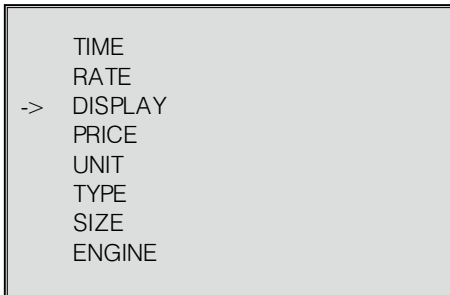 TIME
RATE
-> DISPLAY
PRICE
UNIT
TYPE
SIZE
ENGINE